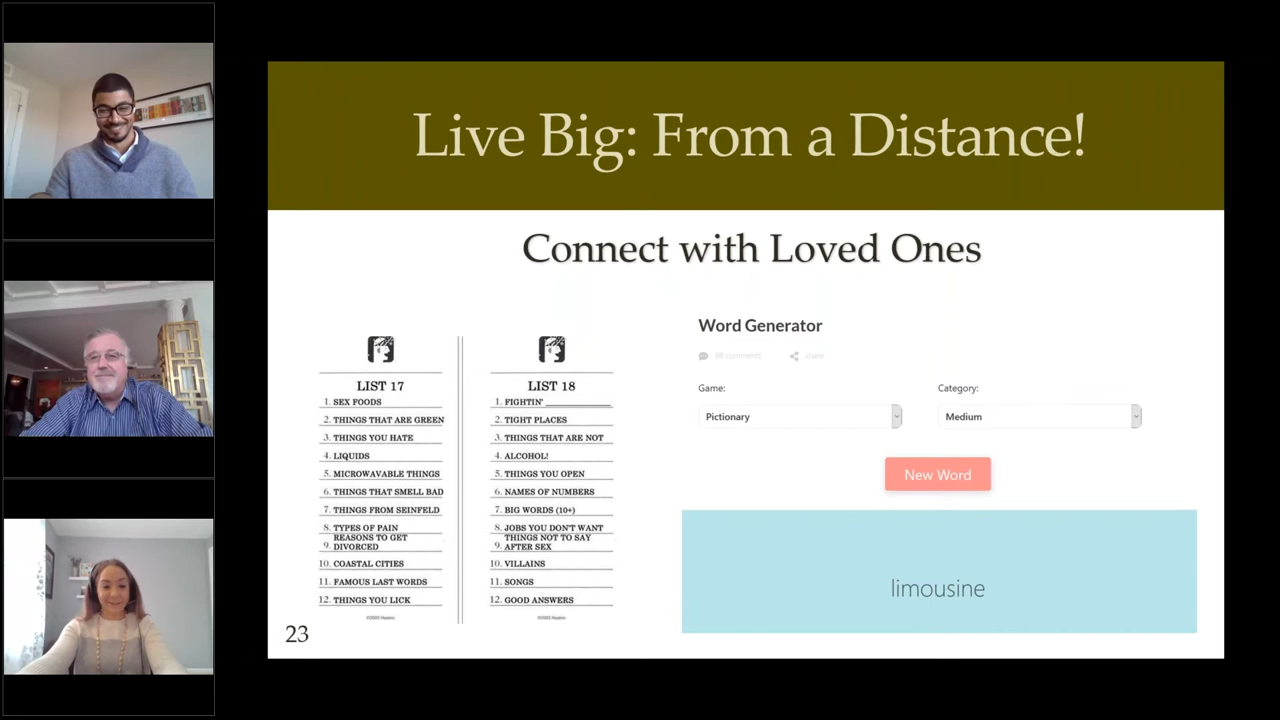 Live Big: From a Distance!
Connect with Loved Ones
LIST 17
1. SEX FOODS
2. THINGS THAT ARE GREEN
3. THINGS YOU HATE
4. LIQUIDS
5. MICROWAVABLE THINGS
6. THINGS THAT SMELL BAD
7. THINGS FROM SEINFELD
8. TYPES OF PAIN
REASONS TO GET
9. DIVORCED
10. COASTAL CITIES
11. FAMOUS LAST WORDS
12. THINGS YOU LICK
LIST 18
1. FIGHTIN' ____________
2. TIGHT PLACES
3. THINGS THAT ARE NOT
4. ALCOHOL!
5. THINGS YOU OPEN
6. NAMES OF NUMBERS
7. BIG WORDS (10+)
8. JOBS YOU DON'T WANT
THINGS NOT TO SAY
9. AFTER SEX
10. VILLAINS
11. SONGS
12. GOOD ANSWERS
Word Generator
comments share
Game: Category:
Pictionary Medium
New Word
limousine
23